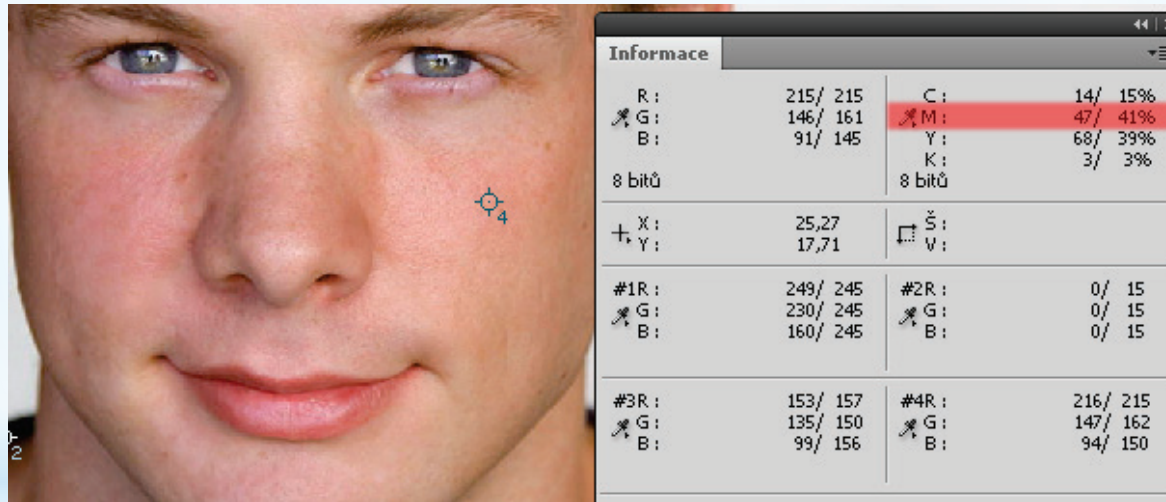 Informace
R: 215/ 215 C: 14/ 15%
G: 146/ 161 M: 47/ 41%
B: 91/ 145 Y: 68/ 39%
K: 3/ 3%
8 bitů 8 bitů
X: 25,27 Š:
Y: 17,71 V:
#1R: 249/ 245 #2R: 0/ 15
G: 230/ 245 G: 0/ 15
B: 160/ 245 B: 0/ 15
#3R: 153/ 157 #4R: 216/ 215
G: 135/ 150 G: 147/ 162
B: 99/ 156 B: 94/ 150
4
2